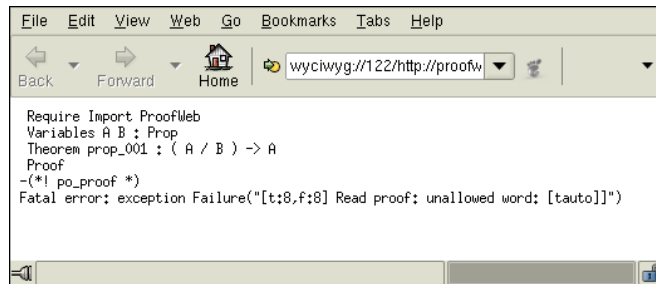 File Edit View Web Go Bookmarks Tabs Help
wyciwyg://122/http://proofw
Back Forward Home
Require Import ProofWeb
Variables A B : Prop
Theorem prop_001 : ( A / B ) -> A
Proof
-(*! po_proof *)
Fatal error: exception Failure("[t:8,f:8] Read proof: unallowed word: [tauto]]")